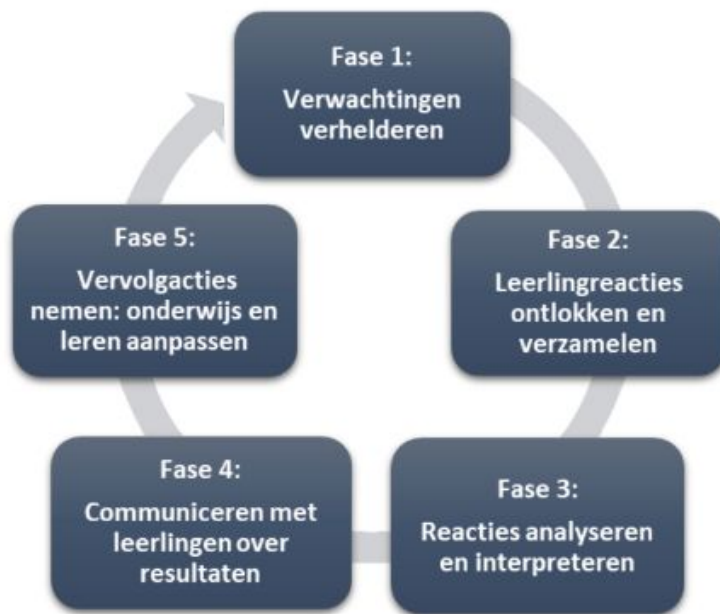 Fase 1:
Verwachtingen
verhelderen
Fase 2:
Leerlingreacties
ontlokken en
verzamelen
Fase 3:
Reacties analyseren
en interpreteren
Fase 4:
Communiceren met
leerlingen over
resultaten
Fase 5:
Vervolgacties
nemen: onderwijs en
leren aanpassen